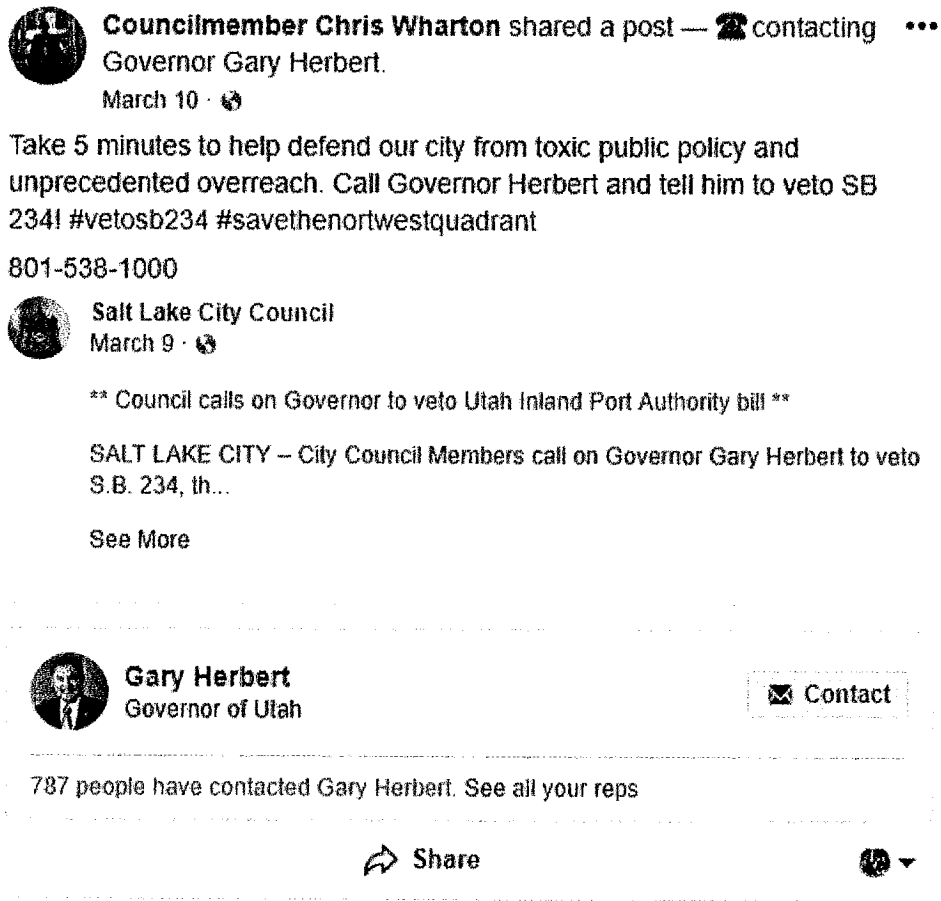 Councilmember Chris Wharton shared a post — ☎ contacting
Governor Gary Herbert.
March 10 ·
Take 5 minutes to help defend our city from toxic public policy and
unprecedented overreach. Call Governor Herbert and tell him to veto SB
234! #vetosb234 #savethenortwestquadrant
801-538-1000
Salt Lake City Council
March 9 ·
** Council calls on Governor to veto Utah Inland Port Authority bill **
SALT LAKE CITY – City Council Members call on Governor Gary Herbert to veto
S.B. 234, th...
See More
Gary Herbert
Governor of Utah
Contact
787 people have contacted Gary Herbert. See all your reps
Share